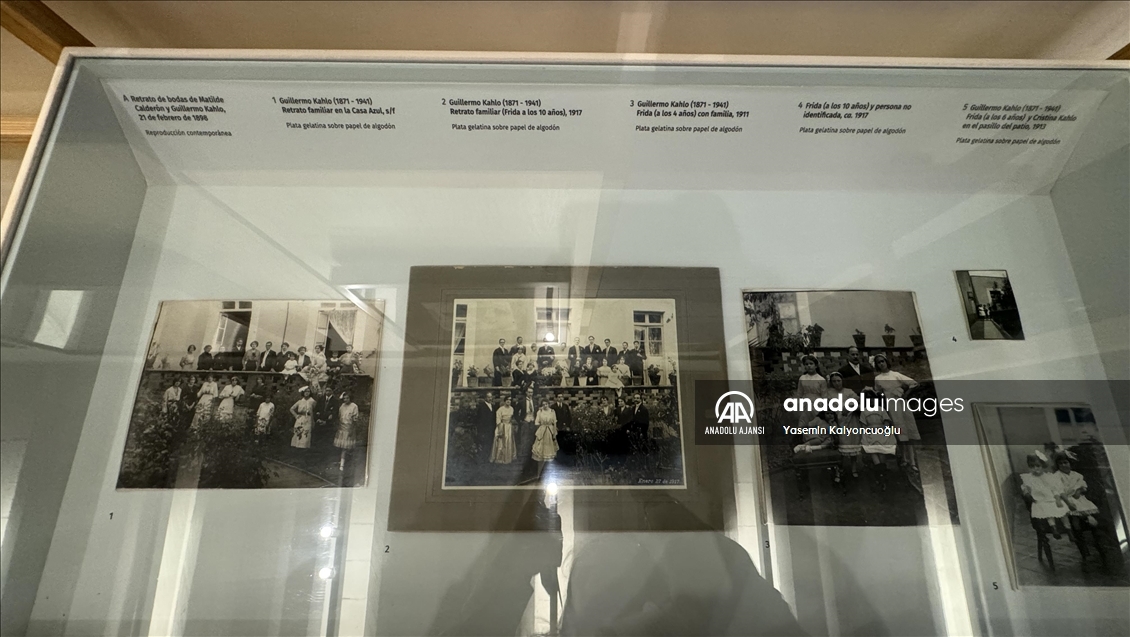 A Retrato de bodas de Matilde
Calderón y Guillermo Kahlo,
21 de febrero de 1898
Reproducción contemporánea
1 Guillermo Kahlo (1871 - 1941)
Retrato familiar en la Casa Azul, s/f
Plata gelatina sobre papel de algodón
2 Guillermo Kahlo (1871 - 1941)
Retrato familiar (Frida a los 10 años), 1917
Plata gelatina sobre papel de algodón
3 Guillermo Kahlo (1871 - 1941)
Frida (a los 4 años) con familia, 1911
Plata gelatina sobre papel de algodón
4 Frida (a los 10 años) y persona no
identificada, ca. 1917
Plata gelatina sobre papel de algodón
5 Guillermo Kahlo (1871 - 1941)
Frida (a los 6 años) y Cristina Kahlo
en el pasillo del patio, 1913
Plata gelatina sobre papel de algodón
4
AA
ANADOLU AJANSI
anadoluimages
Yasemin Kalyoncuoğlu
Enero 31 de 1917
1
2
3
5